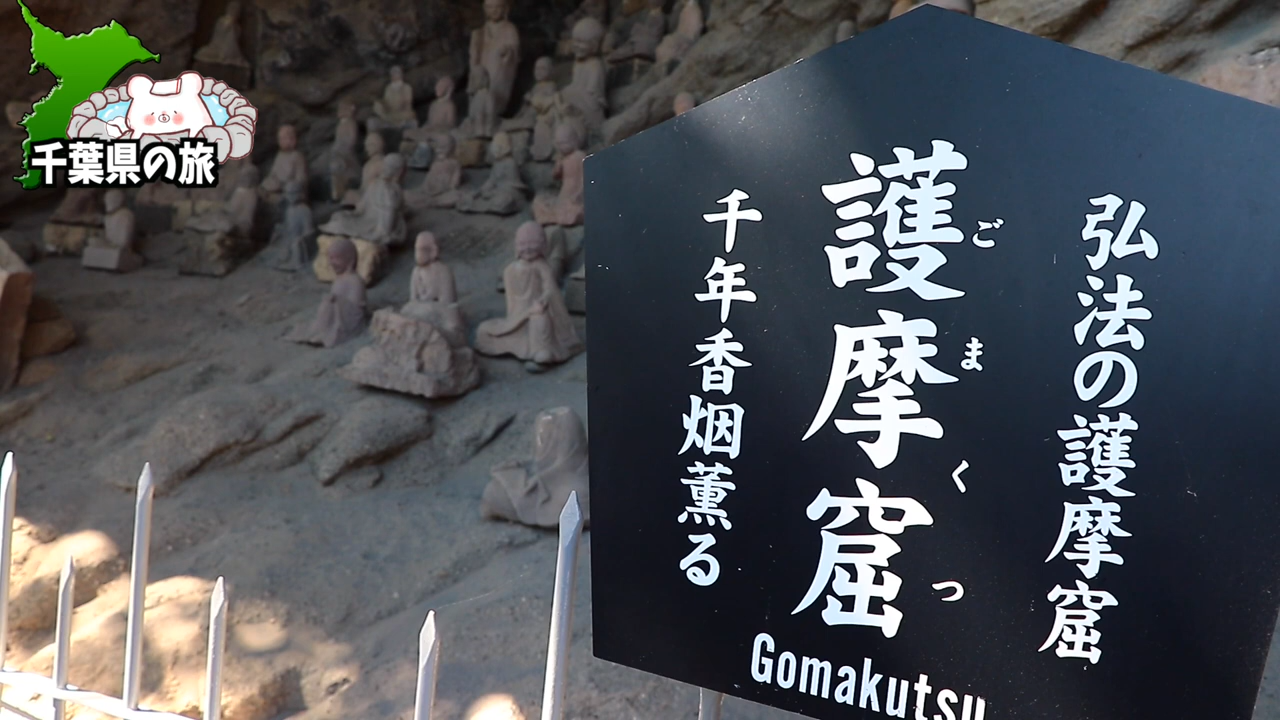 千葉県の旅
弘法の護摩窟
護摩窟
ごまくつ
千年香烟薫る
Gomakutsu